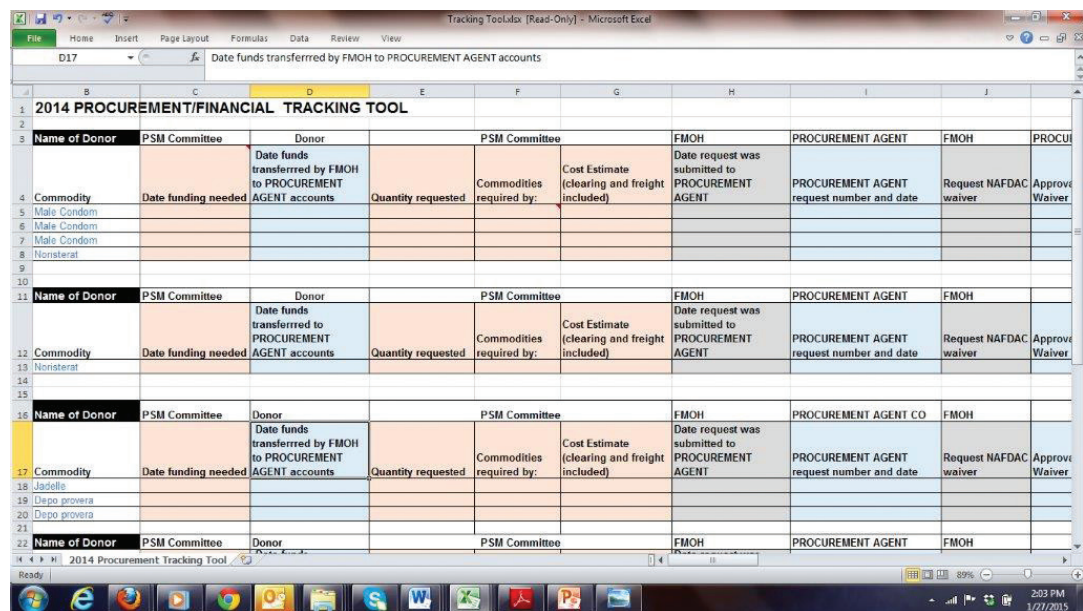 Tracking Tool.xlsx [Read-Only] - Microsoft Excel
File Home Insert Page Layout Formulas Data Review View
D17 fx Date funds transferrred by FMOH to PROCUREMENT AGENT accounts
B C D E F G H I J
1 2014 PROCUREMENT/FINANCIAL TRACKING TOOL
2
3 Name of Donor PSM Committee Donor PSM Committee FMOH PROCUREMENT AGENT FMOH PROCU
Date funds Date request was
transferrred by FMOH Cost Estimate submitted to
to PROCUREMENT Commodities (clearing and freight PROCUREMENT PROCUREMENT AGENT Request NAFDAC Approva
4 Commodity Date funding needed AGENT accounts Quantity requested required by: included) AGENT request number and date waiver Waiver
5 Male Condom
6 Male Condom
7 Male Condom
8 Noristerat
9
10
11 Name of Donor PSM Committee Donor PSM Committee FMOH PROCUREMENT AGENT FMOH
Date funds Date request was
transferrred to Cost Estimate submitted to
PROCUREMENT Commodities (clearing and freight PROCUREMENT PROCUREMENT AGENT Request NAFDAC Approva
12 Commodity Date funding needed AGENT accounts Quantity requested required by: included) AGENT request number and date waiver Waiver
13 Noristerat
14
15
16 Name of Donor PSM Committee Donor PSM Committee FMOH PROCUREMENT AGENT CO FMOH
Date funds Date request was
transferrred by FMOH Cost Estimate submitted to
to PROCUREMENT Commodities (clearing and freight PROCUREMENT PROCUREMENT AGENT Request NAFDAC Approva
17 Commodity Date funding needed AGENT accounts Quantity requested required by: included) AGENT request number and date waiver Waiver
18 Jadelle
19 Depo provera
20 Depo provera
21
22 Name of Donor PSM Committee Donor PSM Committee FMOH PROCUREMENT AGENT FMOH
2014 Procurement Tracking Tool
Ready 89%
2:03 PM
1/27/2015